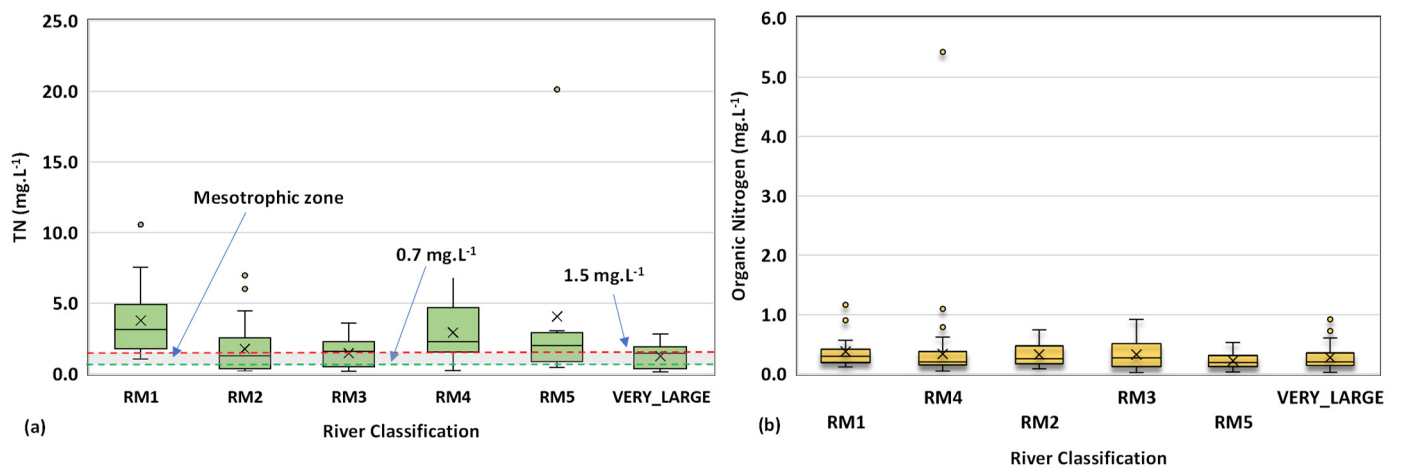 TN (mg.L-1)
25.0
20.0
15.0
10.0
5.0
0.0
Mesotrophic zone
0.7 mg.L-1
1.5 mg.L-1
RM1 RM2 RM3 RM4 RM5 VERY_LARGE
(a)
River Classification
Organic Nitrogen (mg.L-1)
6.0
5.0
4.0
3.0
2.0
1.0
0.0
RM4 RM3 VERY_LARGE
RM1 RM2 RM5
(b)
River Classification